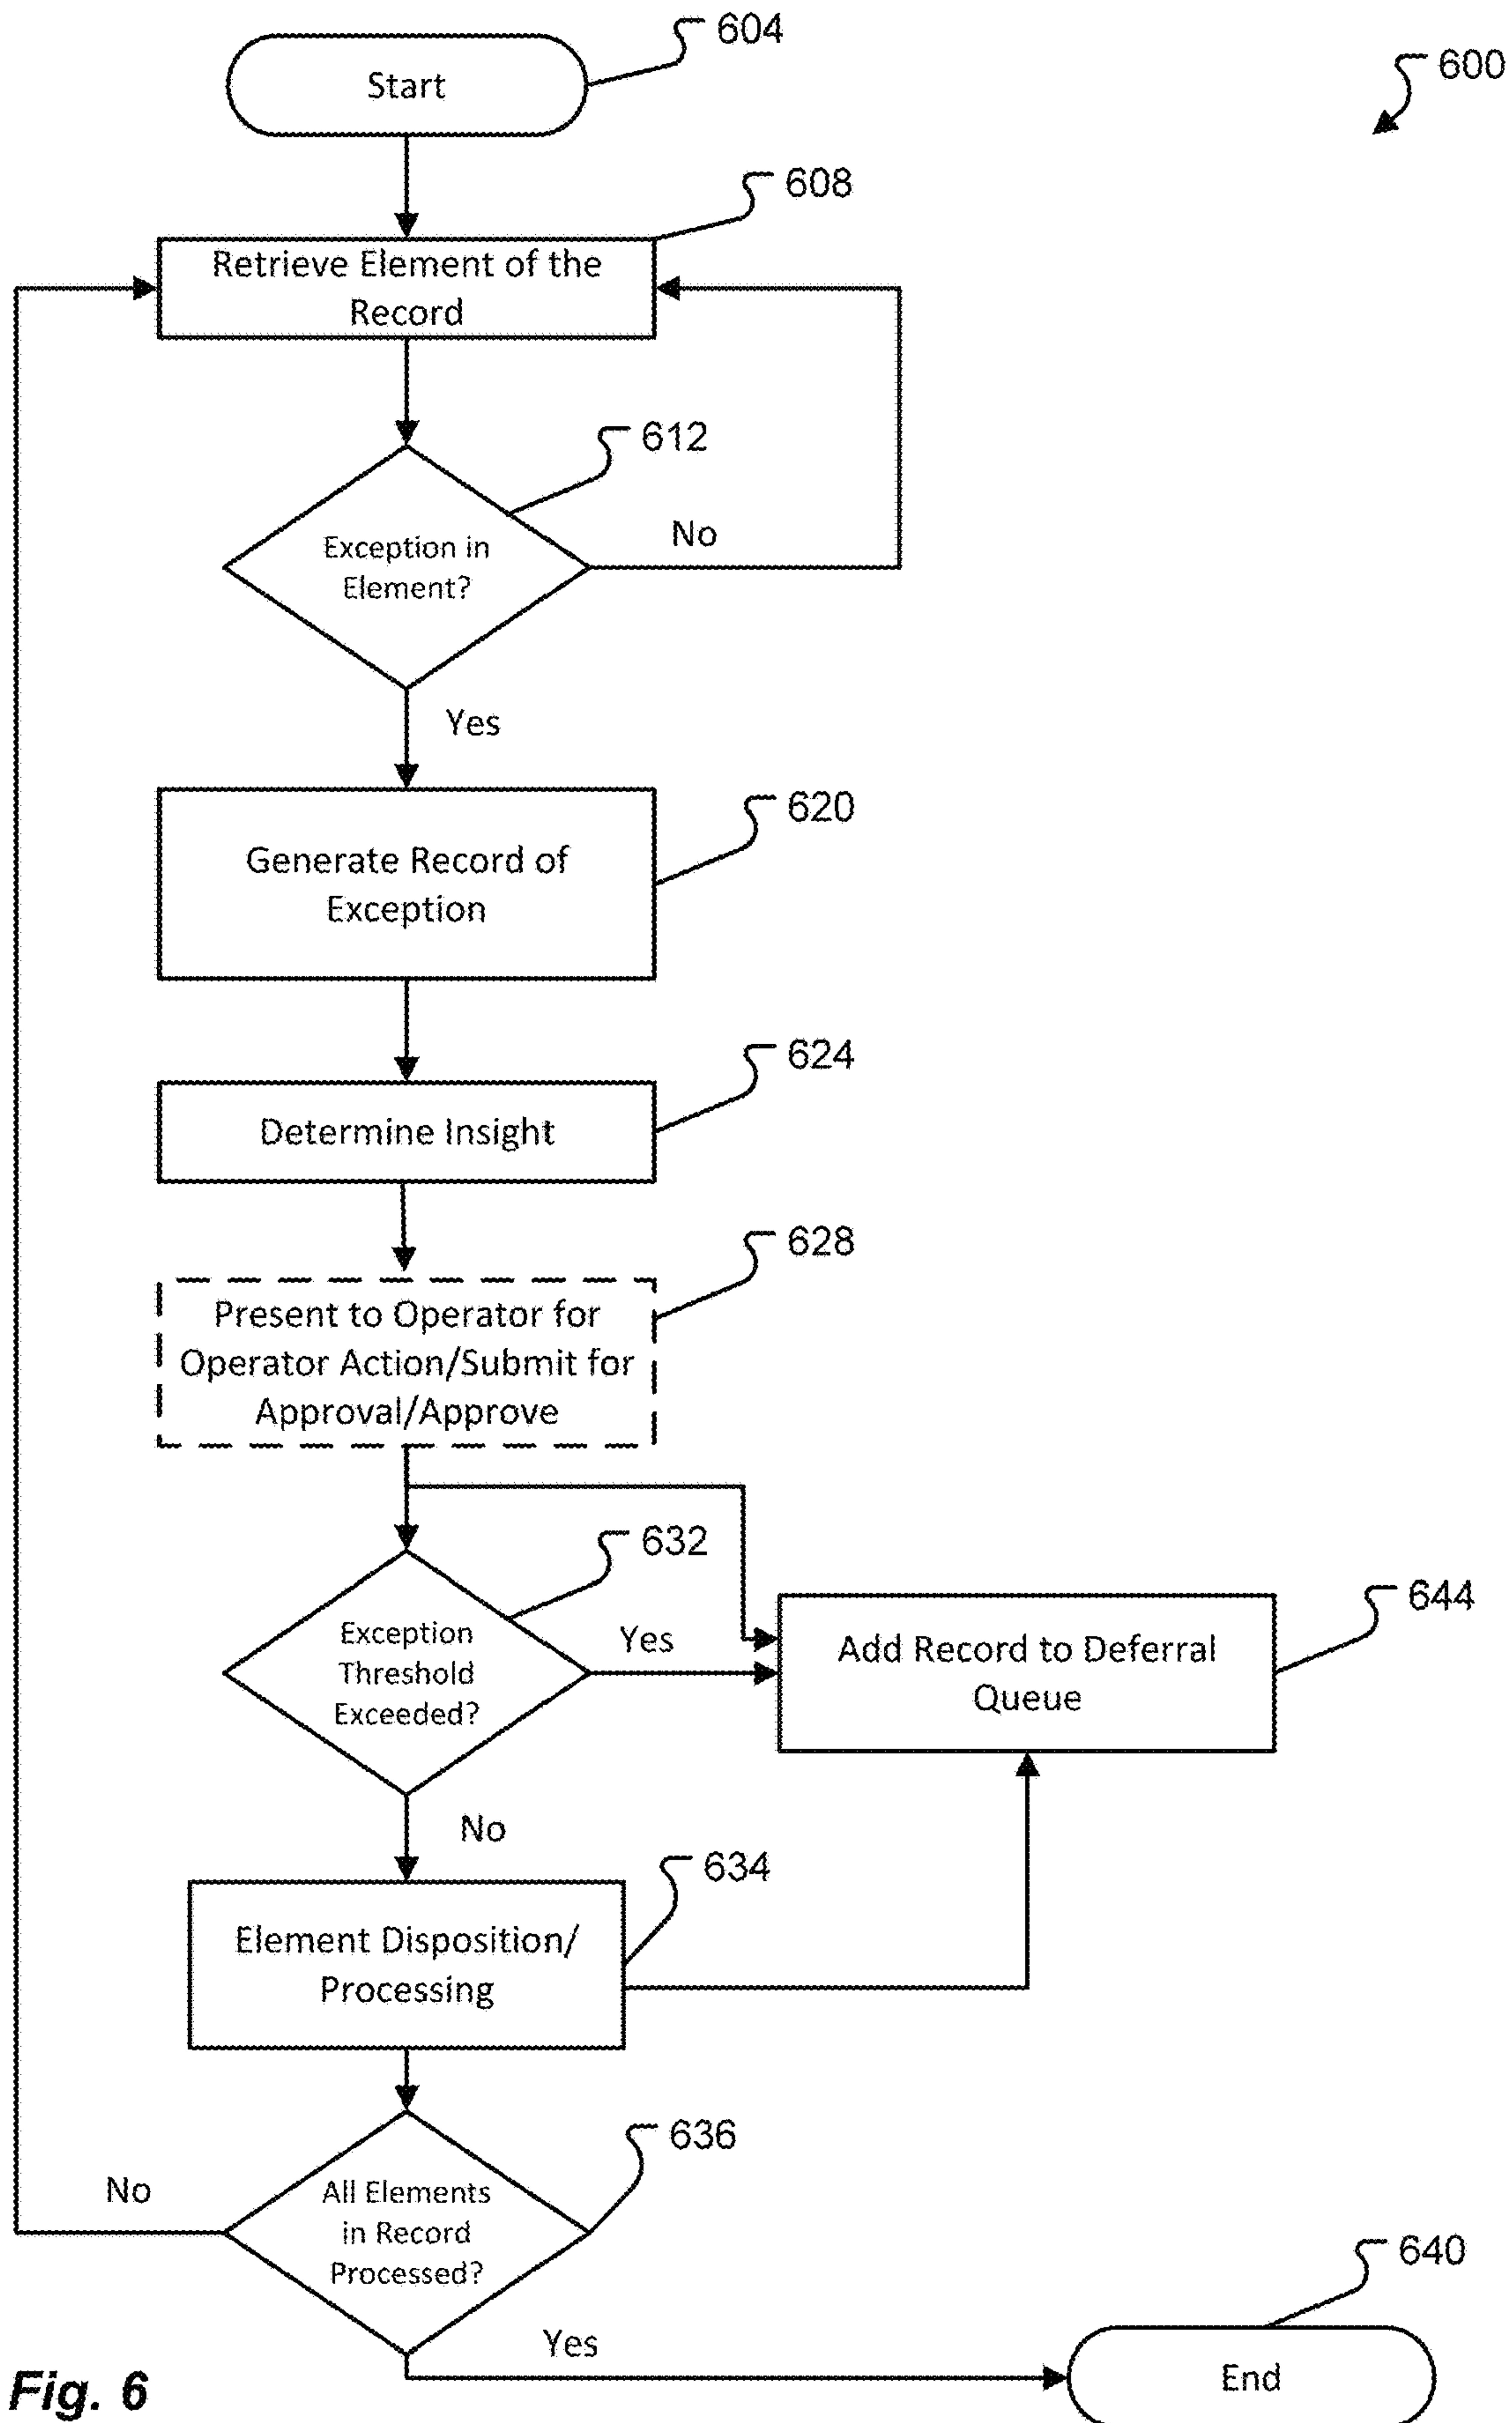 Start
604
600
608
Retrieve Element of the
Record
612
Exception in
Element?
No
Yes
620
Generate Record of
Exception
624
Determine Insight
628
Present to Operator for
Operator Action/Submit for
Approval/Approve
632
Exception
Threshold
Exceeded?
Yes
644
Add Record to Deferral
Queue
No
634
Element Disposition/
Processing
636
No
All Elements
in Record
Processed?
640
Yes
End
Fig. 6